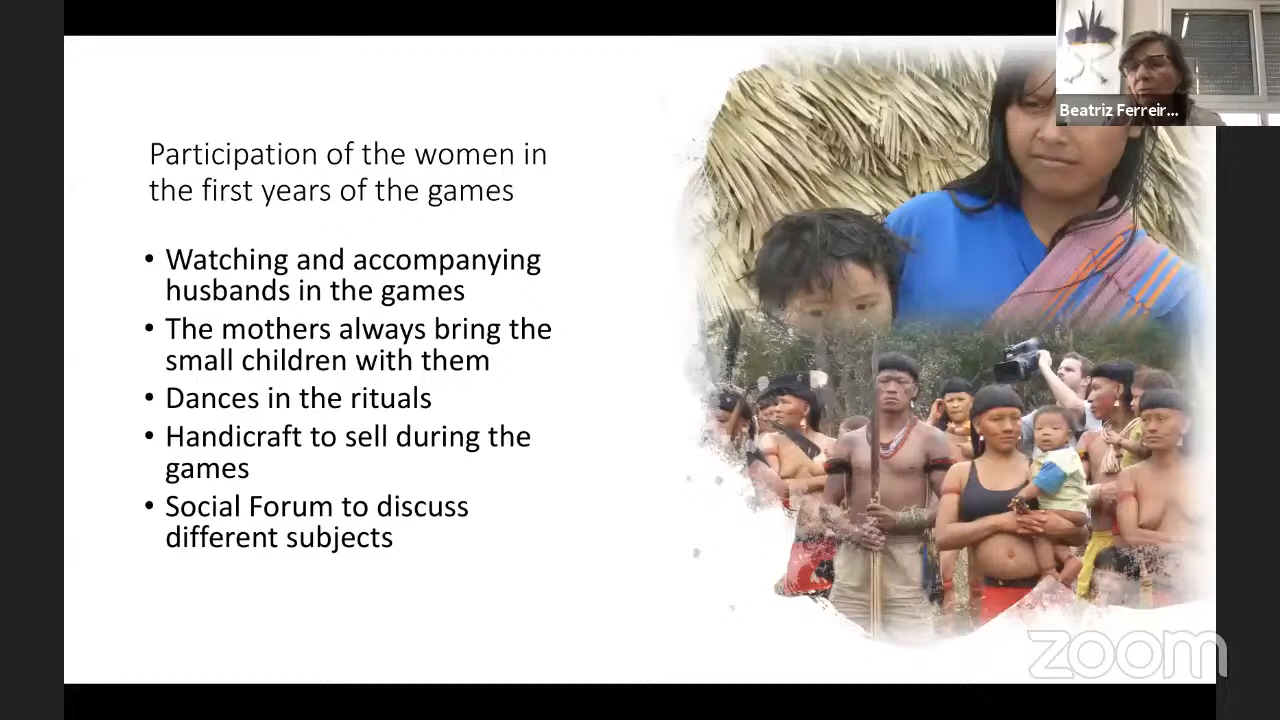 Beatriz Ferreir...
Participation of the women in
the first years of the games
• Watching and accompanying
husbands in the games
• The mothers always bring the
small children with them
• Dances in the rituals
• Handicraft to sell during the
games
• Social Forum to discuss
different subjects
zoom